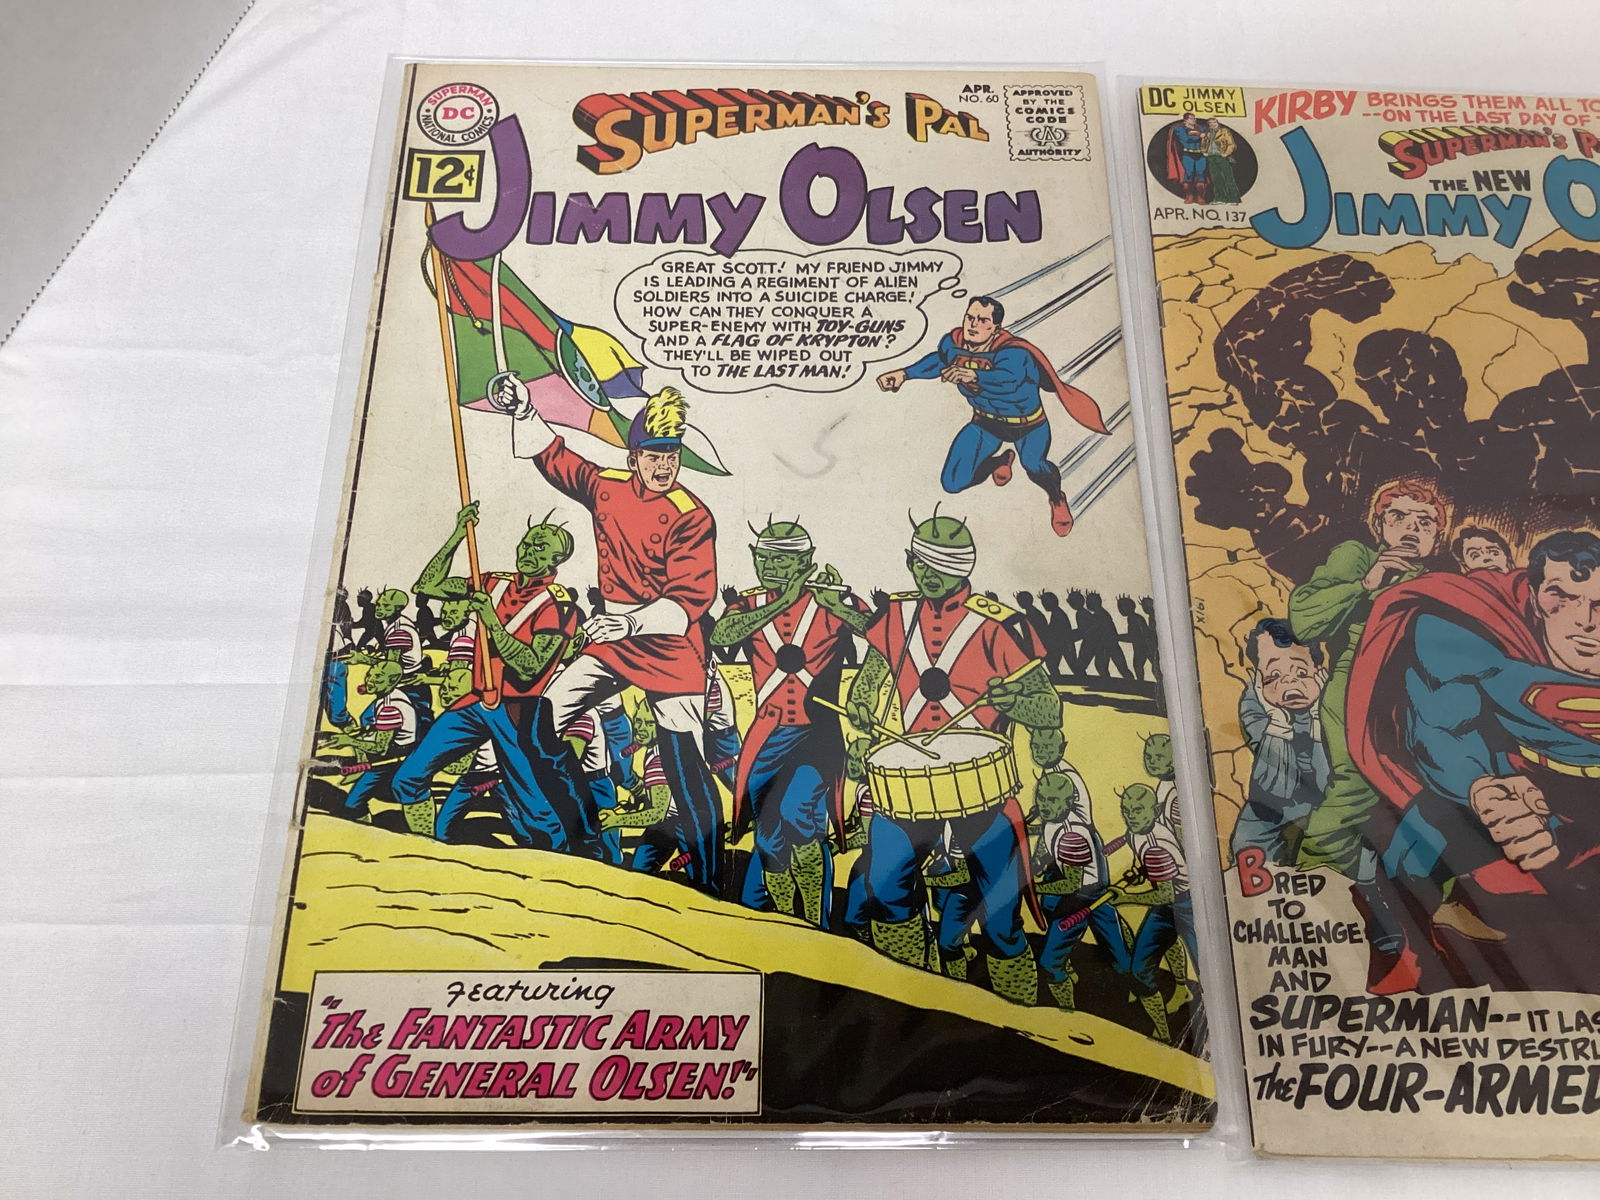 SUPERMAN
DC
NATIONAL COMICS
12¢
SUPERMAN'S PAL
JIMMY OLSEN
APR.
NO. 60
APPROVED
BY THE
COMICS
CODE
CA
AUTHORITY
GREAT SCOTT! MY FRIEND JIMMY
IS LEADING A REGIMENT OF ALIEN
SOLDIERS INTO A SUICIDE CHARGE!
HOW CAN THEY CONQUER A
SUPER-ENEMY WITH TOY-GUNS
AND A FLAG OF KRYPTON?
THEY'LL BE WIPED OUT
TO THE LAST MAN!
S
Featuring
"The FANTASTIC ARMY
of GENERAL OLSEN!"
DC JIMMY
OLSEN
APR. NO. 137
KIRBY BRINGS THEM ALL TO
--ON THE LAST DAY OF
SUPERMAN'S P
THE NEW
JIMMY O
S
BRED
TO
CHALLENGE
MAN
AND
SUPERMAN--IT LAS
IN FURY--A NEW DESTRU
The FOUR-ARMED